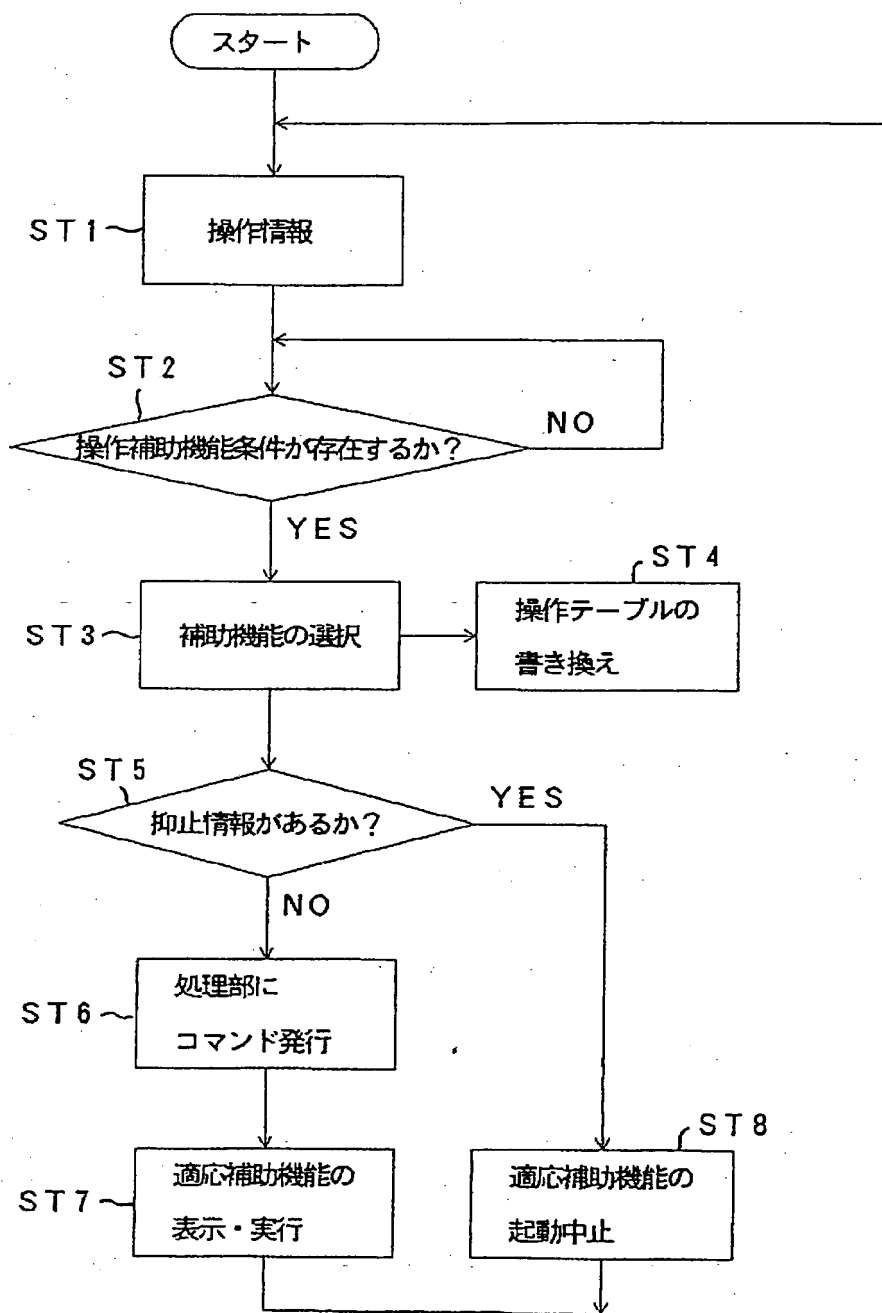 スタート
ST1
操作情報
ST2
操作補助機能条件が存在するか?
NO
YES
ST3
補助機能の選択
ST4
操作テーブルの
書き換え
ST5
抑止情報があるか?
YES
NO
ST6
処理部に
コマンド発行
ST7
適応補助機能の
表示・実行
ST8
適応補助機能の
起動中止